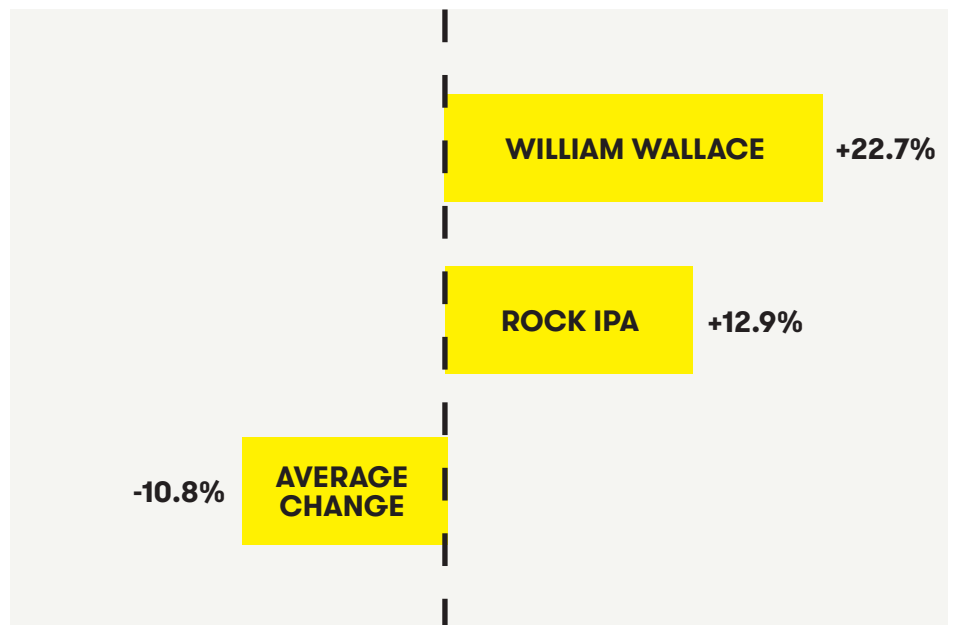 WILLIAM WALLACE
+22.7%
ROCK IPA
+12.9%
-10.8%
AVERAGE
CHANGE